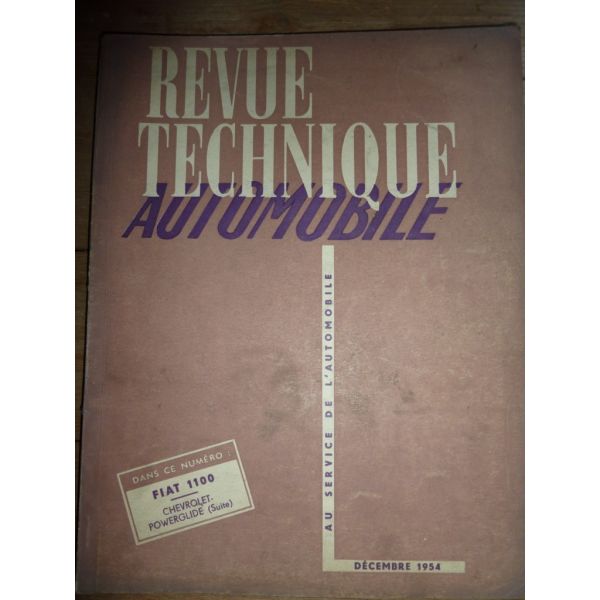 REVUE
TECHNIQUE
AUTOMOBILE
AU SERVICE DE L'AUTOMOBILE
DANS CE NUMÉRO :
FIAT 1100
CHEVROLET-
POWERGLIDE (Suite)
DÉCEMBRE 1954